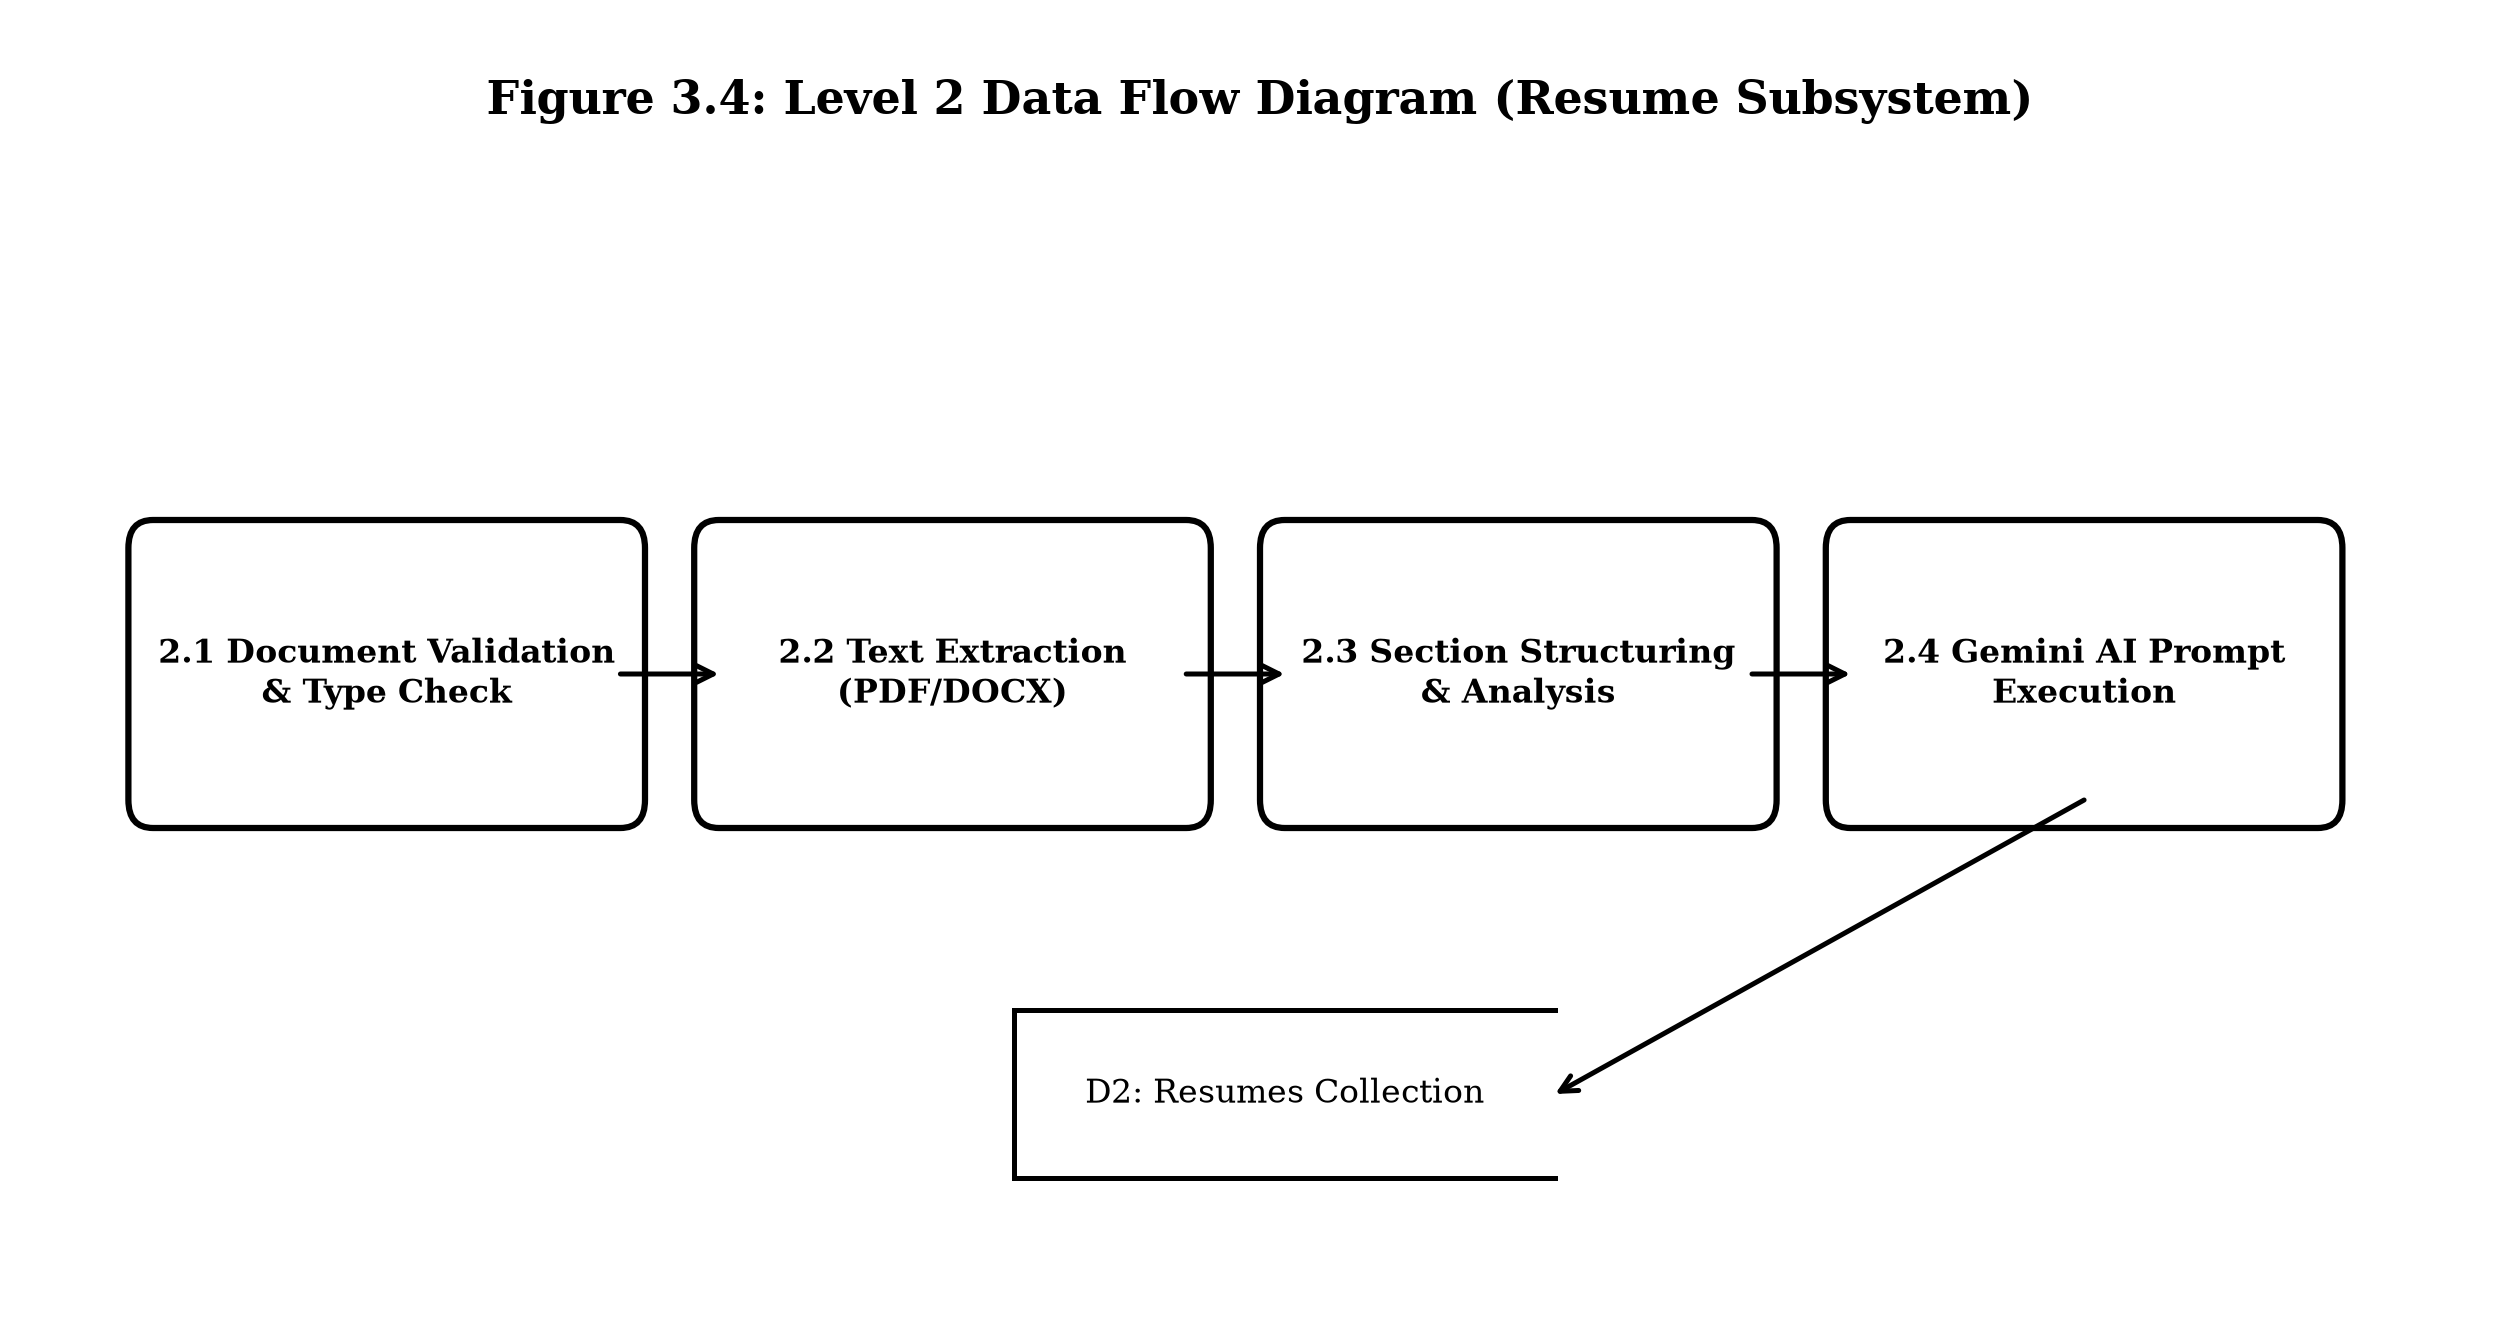 Figure 3.4: Level 2 Data Flow Diagram (Resume Subsystem)
2.1 Document Validation
& Type Check
2.2 Text Extraction
(PDF/DOCX)
2.3 Section Structuring
& Analysis
2.4 Gemini AI Prompt
Execution
D2: Resumes Collection